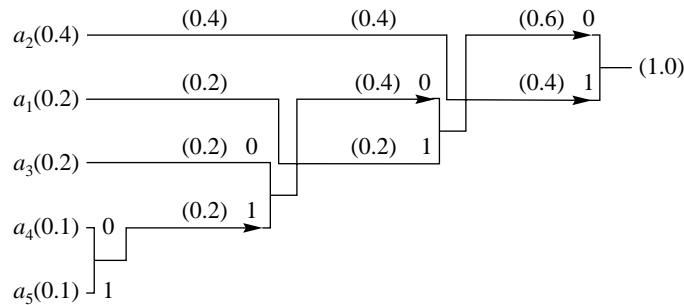 (0.4) (0.4) (0.6) 0
a₂(0.4)
(1.0)
(0.2) (0.4) 0 (0.4) 1
a₁(0.2)
(0.2) 0 (0.2) 1
a₃(0.2)
(0.2) 1
a₄(0.1) 0
a₅(0.1) 1